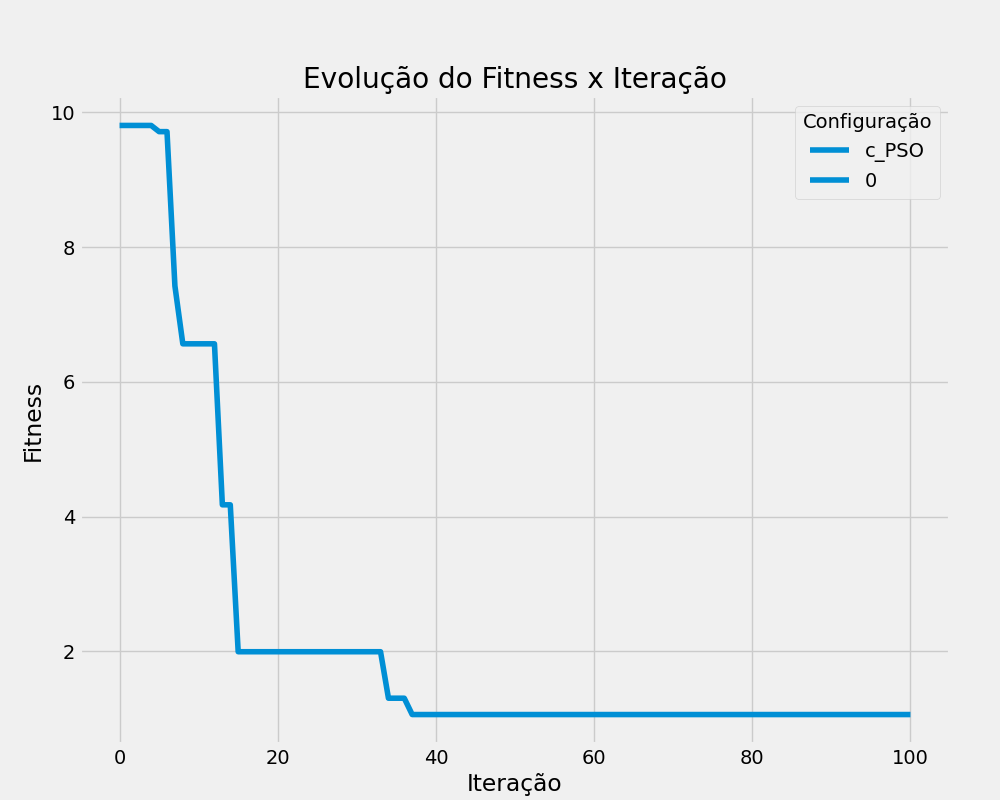 Evolução do Fitness x Iteração
Configuração
c_PSO
0
10
8
6
4
2
Fitness
0 20 40 60 80 100
Iteração